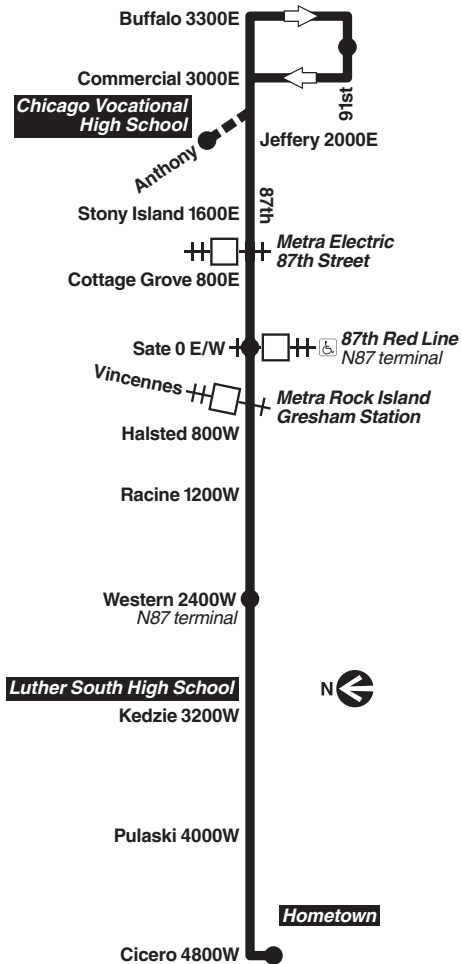 Buffalo 3300E
Commercial 3000E
91st
Chicago Vocational
High School
Anthony
Jeffery 2000E
87th
Stony Island 1600E
Metra Electric
87th Street
Cottage Grove 800E
Sate 0 E/W
87th Red Line
N87 terminal
Vincennes
Metra Rock Island
Gresham Station
Halsted 800W
Racine 1200W
Western 2400W
N87 terminal
Luther South High School
N
Kedzie 3200W
Pulaski 4000W
Hometown
Cicero 4800W